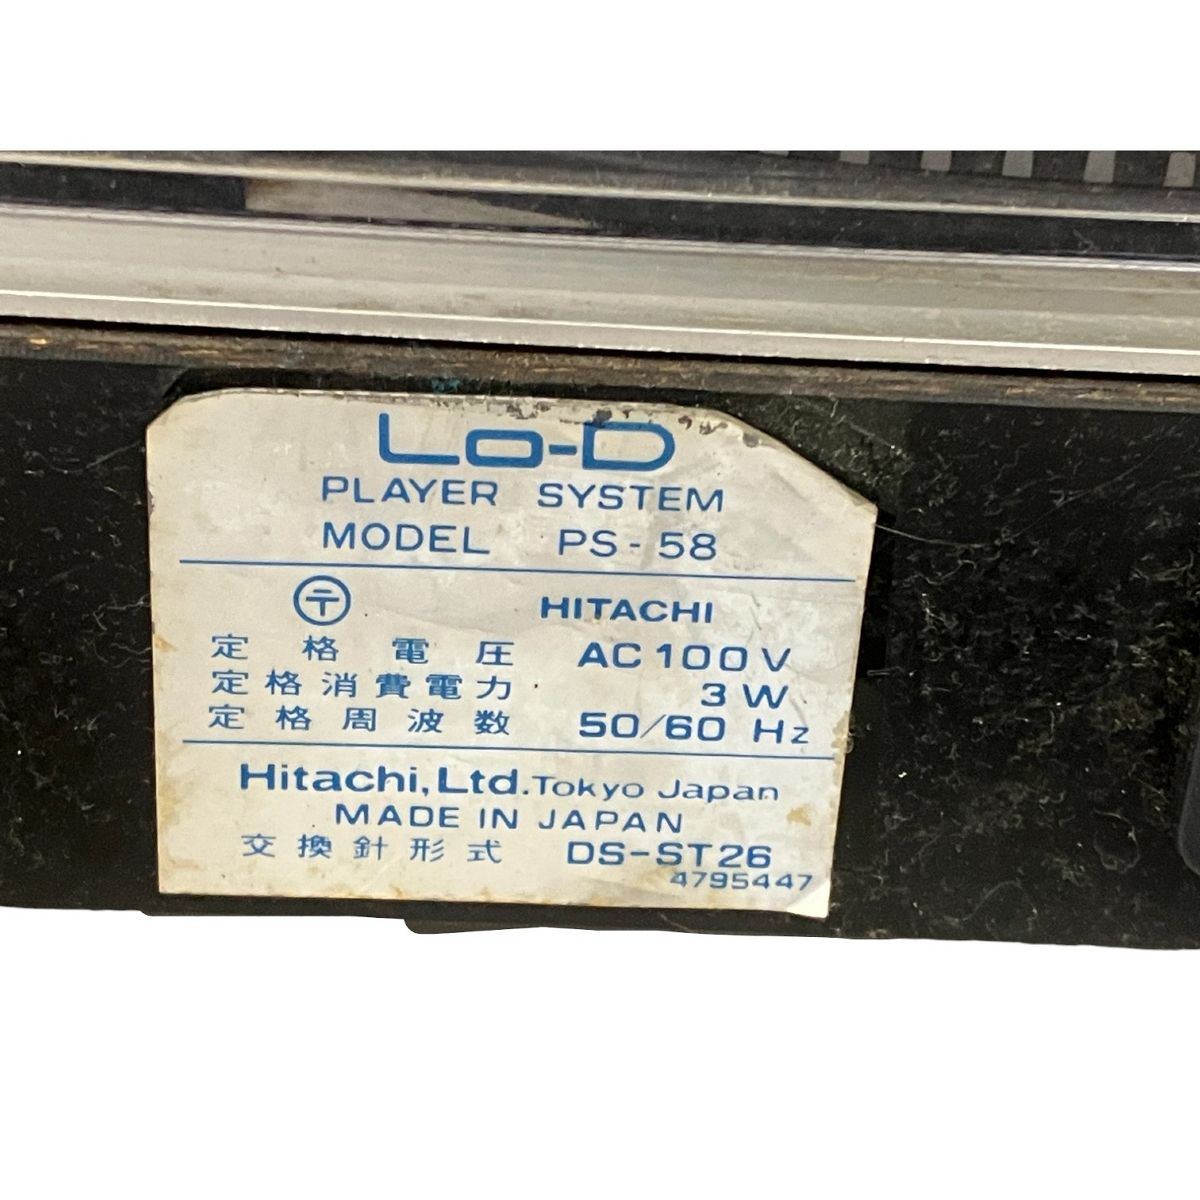 Lo-D
PLAYER SYSTEM
MODEL PS-58
〒 HITACHI
定格電圧 AC100V
定格消費電力 3W
定格周波数 50/60 Hz
Hitachi, Ltd. Tokyo Japan
MADE IN JAPAN
交換針形式 DS-ST26
4795447